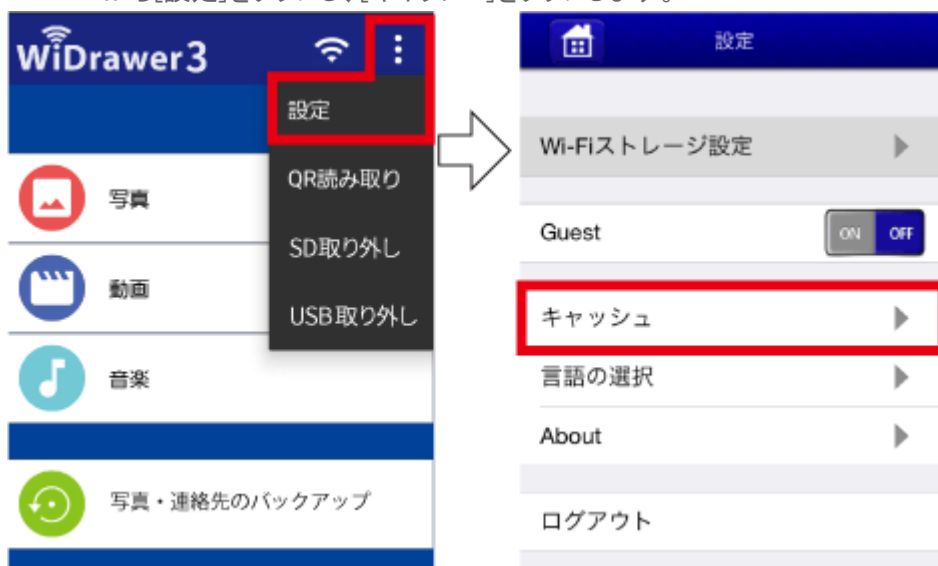 WiDrawer3
設定
QR読み取り
SD取り外し
USB取り外し
写真
動画
音楽
写真・連絡先のバックアップ
設定
Wi-Fiストレージ設定
Guest
ON OFF
キャッシュ
言語の選択
About
ログアウト